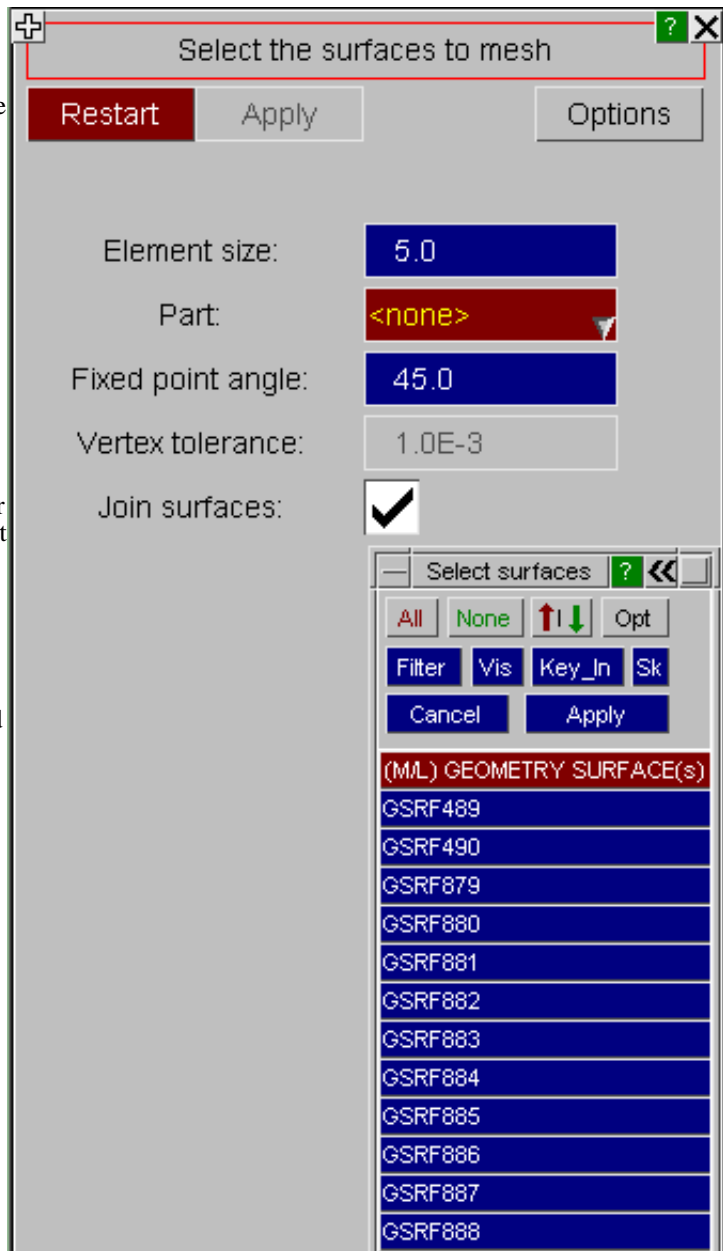 Select the surfaces to mesh
?
e
Restart Apply Options
Element size: 5.0
Part: <none>
Fixed point angle: 45.0
Vertex tolerance: 1.0E-3
r
Join surfaces:
t
Select surfaces ?
All None Opt
Filter Vis Key_In Sk
Cancel Apply
(M/L) GEOMETRY SURFACE(s)
GSRF489
GSRF490
GSRF879
GSRF880
GSRF881
GSRF882
GSRF883
GSRF884
GSRF885
GSRF886
GSRF887
GSRF888